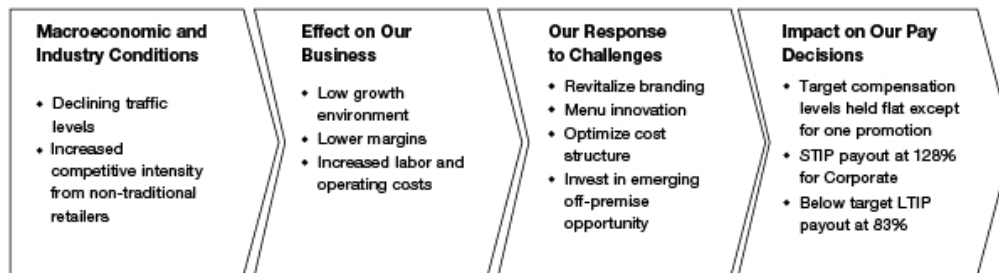 Macroeconomic and
Industry Conditions
• Declining traffic
levels
• Increased
competitive intensity
from non-traditional
retailers
Effect on Our
Business
• Low growth
environment
• Lower margins
• Increased labor and
operating costs
Our Response
to Challenges
• Revitalize branding
• Menu innovation
• Optimize cost
structure
• Invest in emerging
off-premise
opportunity
Impact on Our Pay
Decisions
• Target compensation
levels held flat except
for one promotion
• STIP payout at 128%
for Corporate
• Below target LTIP
payout at 83%